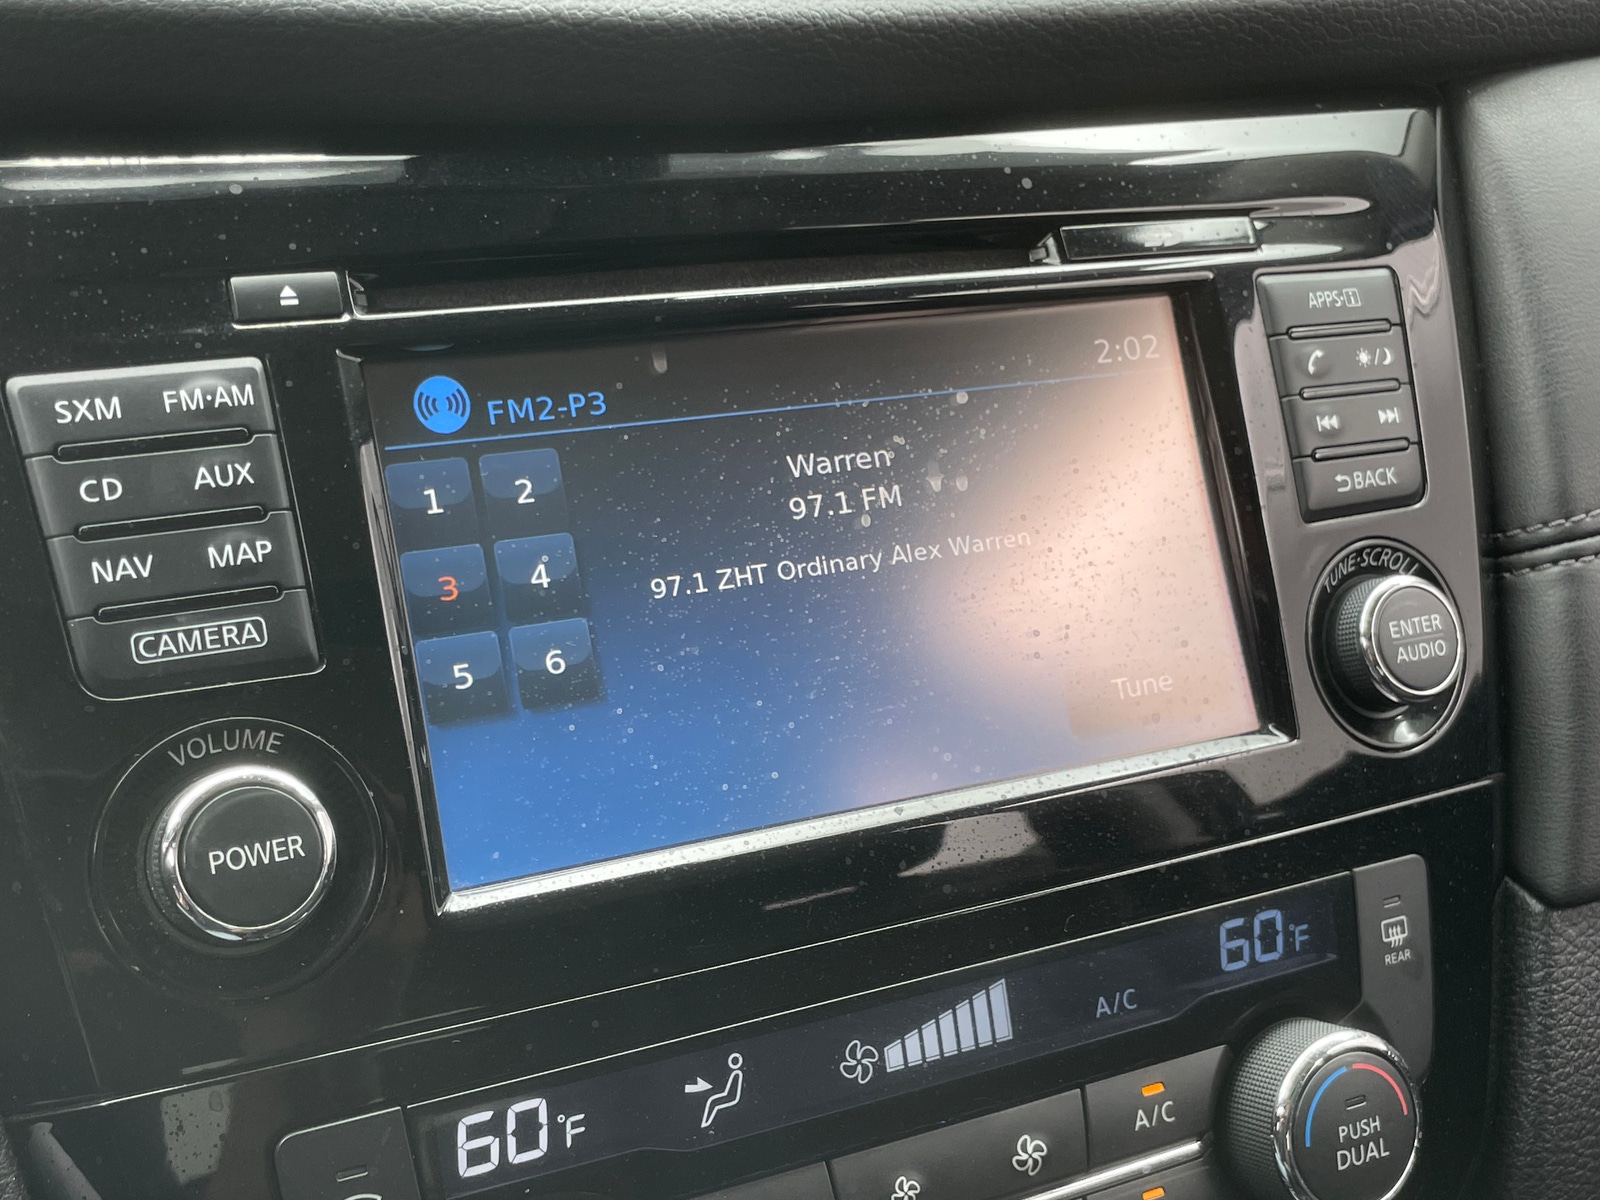 APPS·i
SXM FM·AM
CD AUX
NAV MAP
CAMERA
VOLUME
POWER
2:02
FM2-P3
1 2
3 4
5 6
Warren
97.1 FM
97.1 ZHT Ordinary Alex Warren
Tune
BACK
TUNE·SCROLL
ENTER
AUDIO
60°F
A/C
60°F
REAR
A/C
PUSH
DUAL